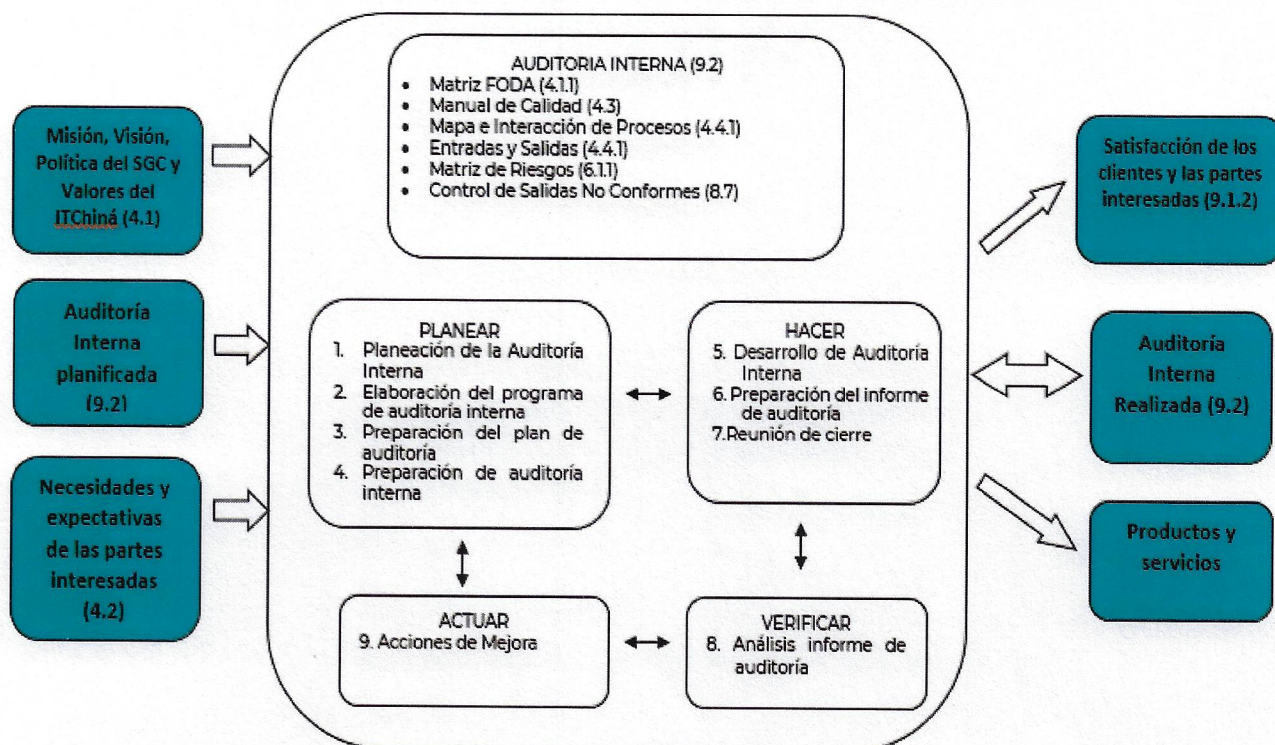 AUDITORIA INTERNA (9.2)
• Matriz FODA (4.1.1)
• Manual de Calidad (4.3)
• Mapa e Interacción de Procesos (4.4.1)
• Entradas y Salidas (4.4.1)
• Matriz de Riesgos (6.1.1)
• Control de Salidas No Conformes (8.7)
Misión, Visión,
Política del SGC y
Valores del
ITChiná (4.1)
Auditoría
Interna
planificada
(9.2)
Necesidades y
expectativas
de las partes
interesadas
(4.2)
PLANEAR
1. Planeación de la Auditoría
Interna
2. Elaboración del programa
de auditoría interna
3. Preparación del plan de
auditoría
4. Preparación de auditoría
interna
HACER
5. Desarrollo de Auditoría
Interna
6. Preparación del informe
de auditoría
7.Reunión de cierre
ACTUAR
9. Acciones de Mejora
VERIFICAR
8. Análisis informe de
auditoría
Satisfacción de los
clientes y las partes
interesadas (9.1.2)
Auditoría
Interna
Realizada (9.2)
Productos y
servicios